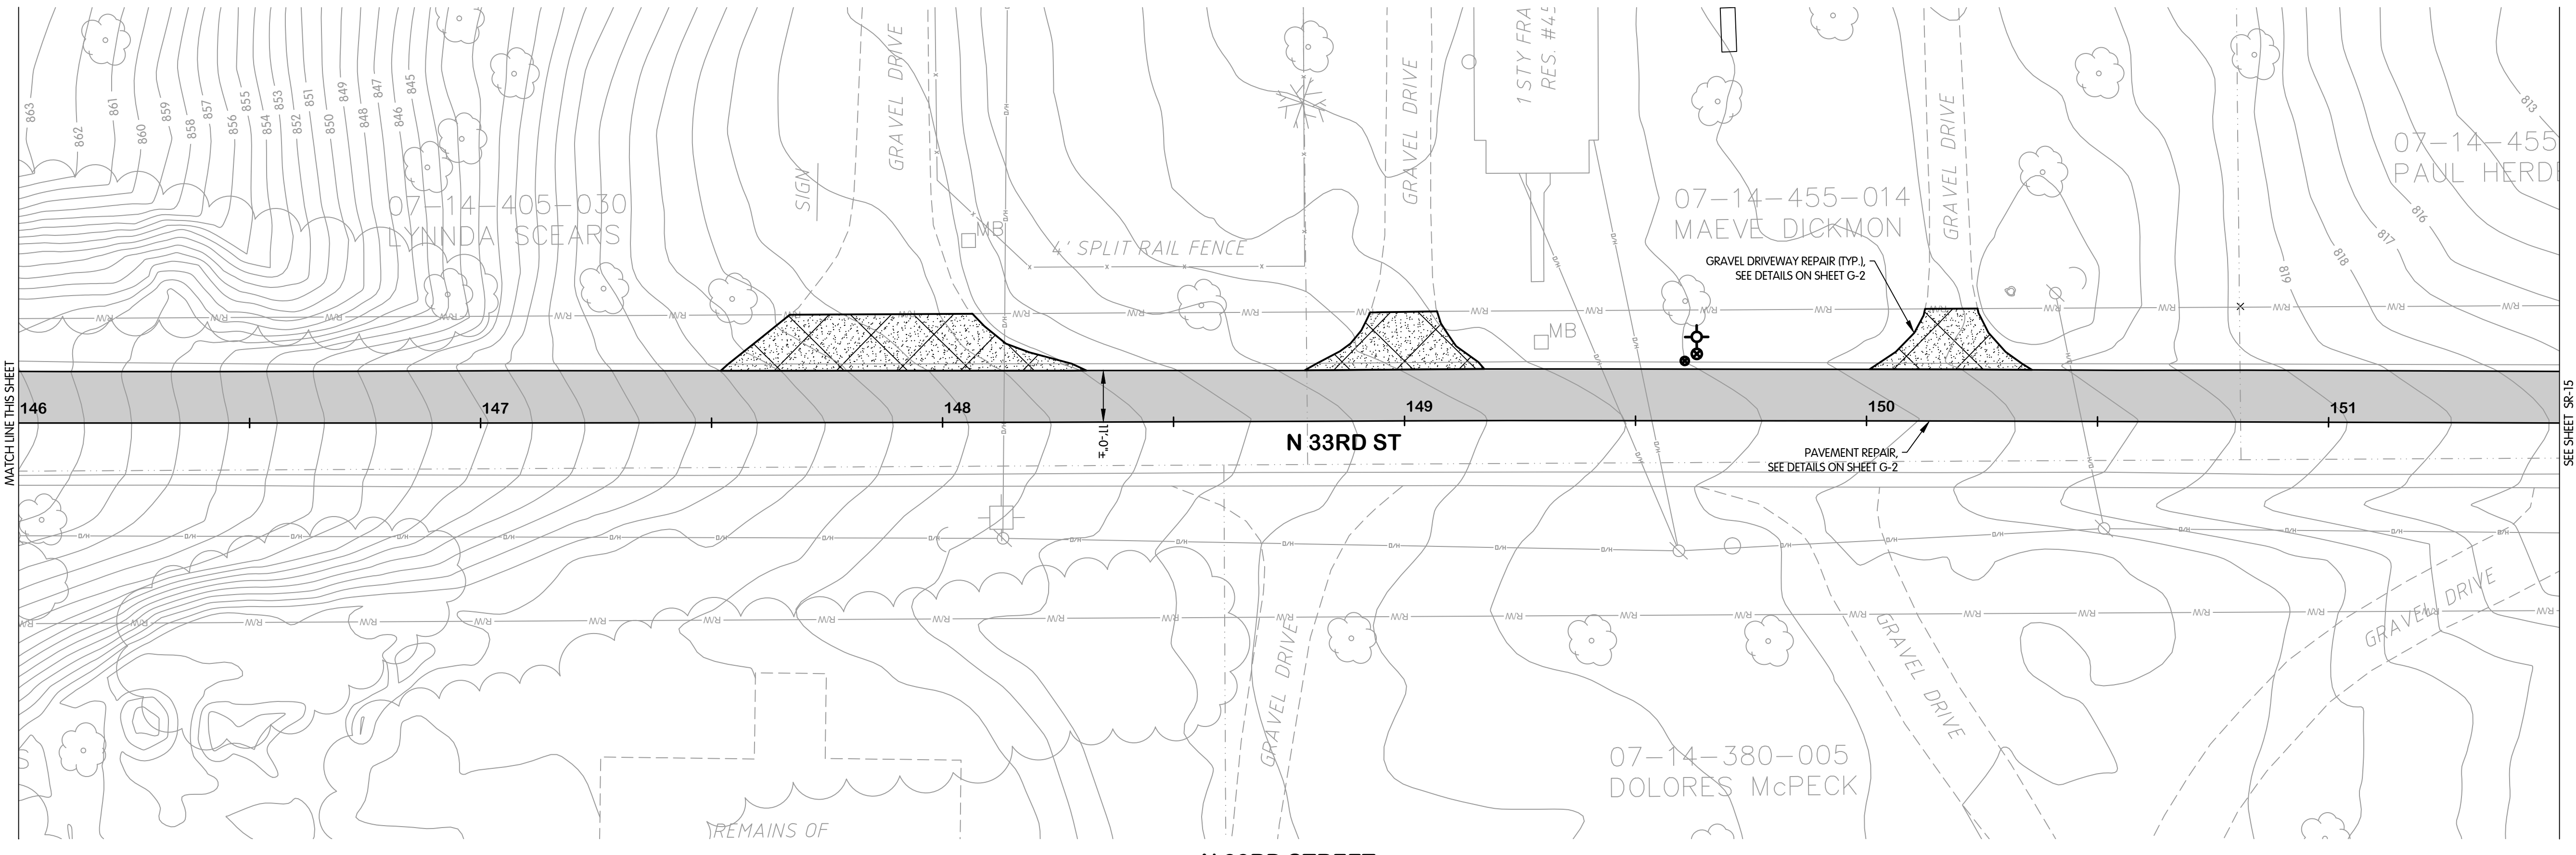 863
862
861
860
859
858
857
856
855
854
853
852
851
850
849
848
847
846
845
07-14-405-030
LYNNDA SCEARS
SIGN
GRAVEL DRIVE
MB
4' SPLIT RAIL FENCE
GRAVEL DRIVE
1 STY FRA
RES. #44
MB
07-14-455-014
MAEVE DICKMON
GRAVEL DRIVEWAY REPAIR (TYP.),
SEE DETAILS ON SHEET G-2
GRAVEL DRIVE
07-14-455
PAUL HERD
813
816
817
818
819
R/W
MATCH LINE THIS SHEET
146
147
148
149
150
151
SEE SHEET SR-15
11'-0"±
N 33RD ST
PAVEMENT REPAIR,
SEE DETAILS ON SHEET G-2
O/H
R/W
GRAVEL DRIVE
GRAVEL DRIVE
GRAVEL DRIVE
07-14-380-005
DOLORES McPECK
REMAINS OF